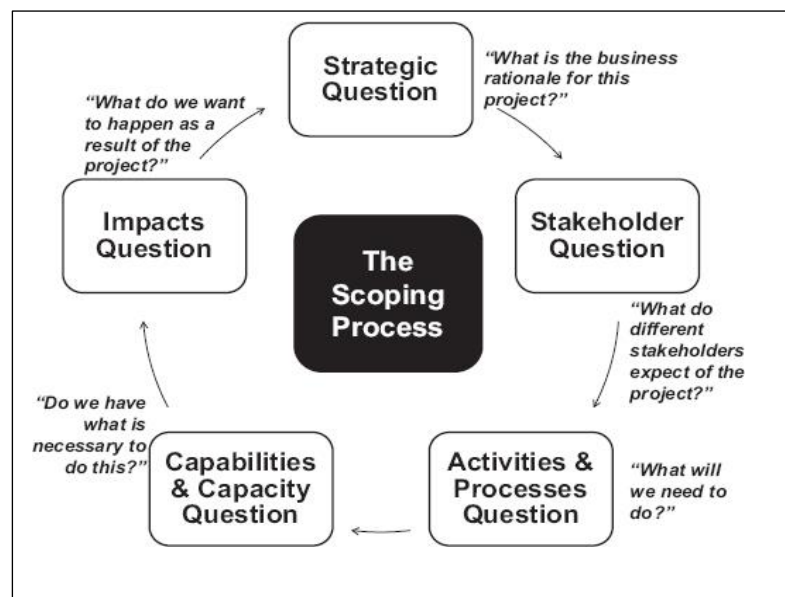 Strategic
Question
“What is the business
rationale for this
project?”
Stakeholder
Question
“What do
different
stakeholders
expect of the
project?”
Activities &
Processes
Question
“What will
we need to
do?”
Capabilities
& Capacity
Question
“Do we have
what is
necessary to
do this?”
Impacts
Question
“What do we want
to happen as a
result of the
project?”
The
Scoping
Process